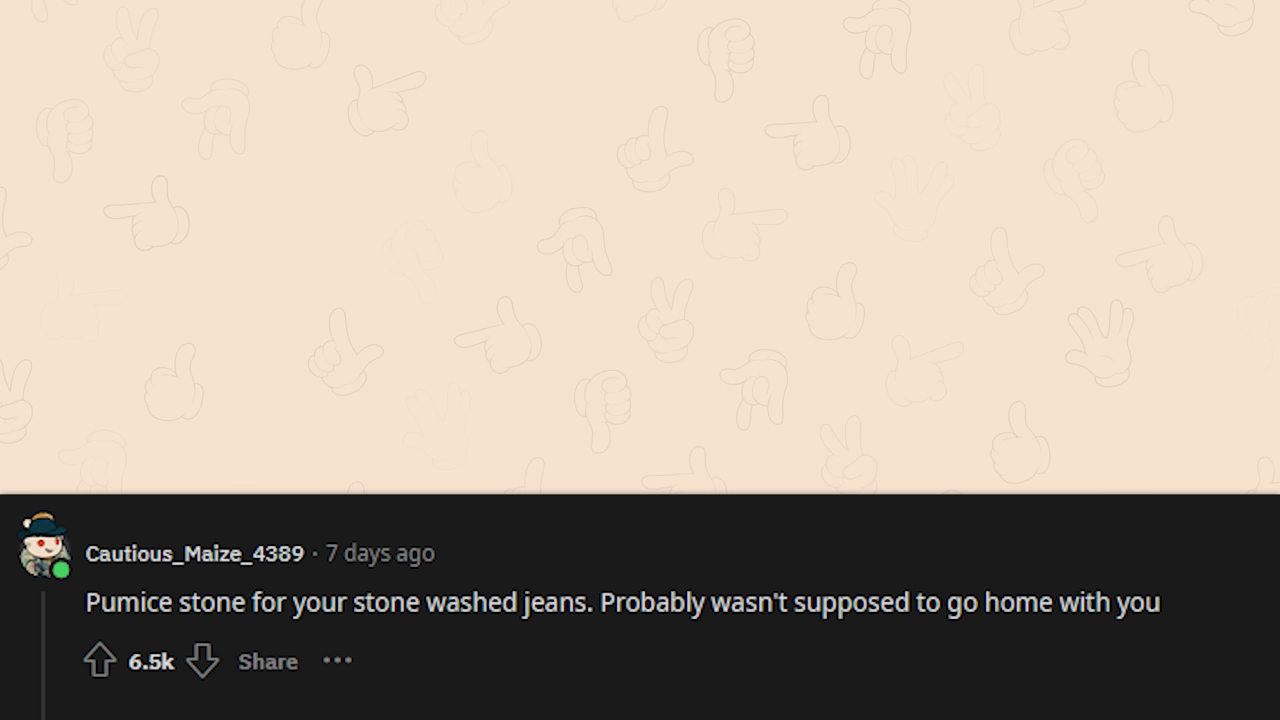 Cautious_Maize_4389 · 7 days ago
Pumice stone for your stone washed jeans. Probably wasn't supposed to go home with you
6.5k Share ...